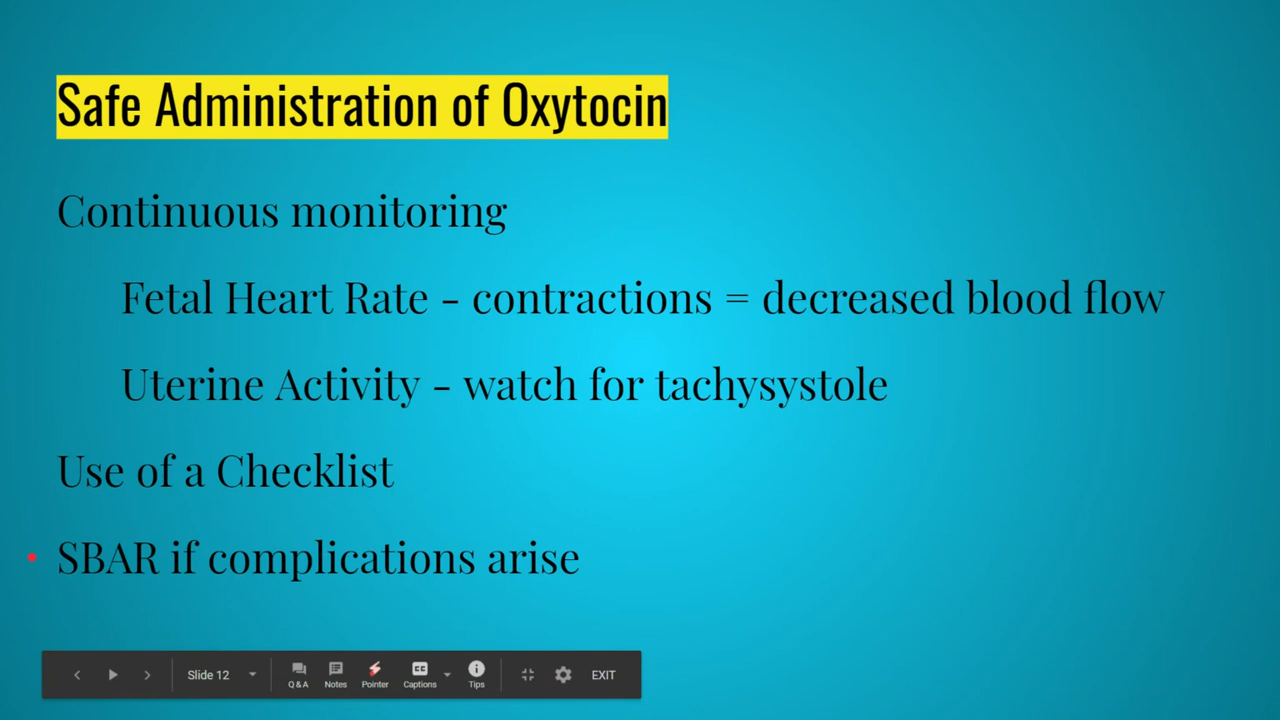 Safe Administration of Oxytocin
Continuous monitoring
Fetal Heart Rate - contractions = decreased blood flow
Uterine Activity - watch for tachysystole
Use of a Checklist
SBAR if complications arise
Slide 12 Q & A Notes Pointer CC Captions Tips EXIT